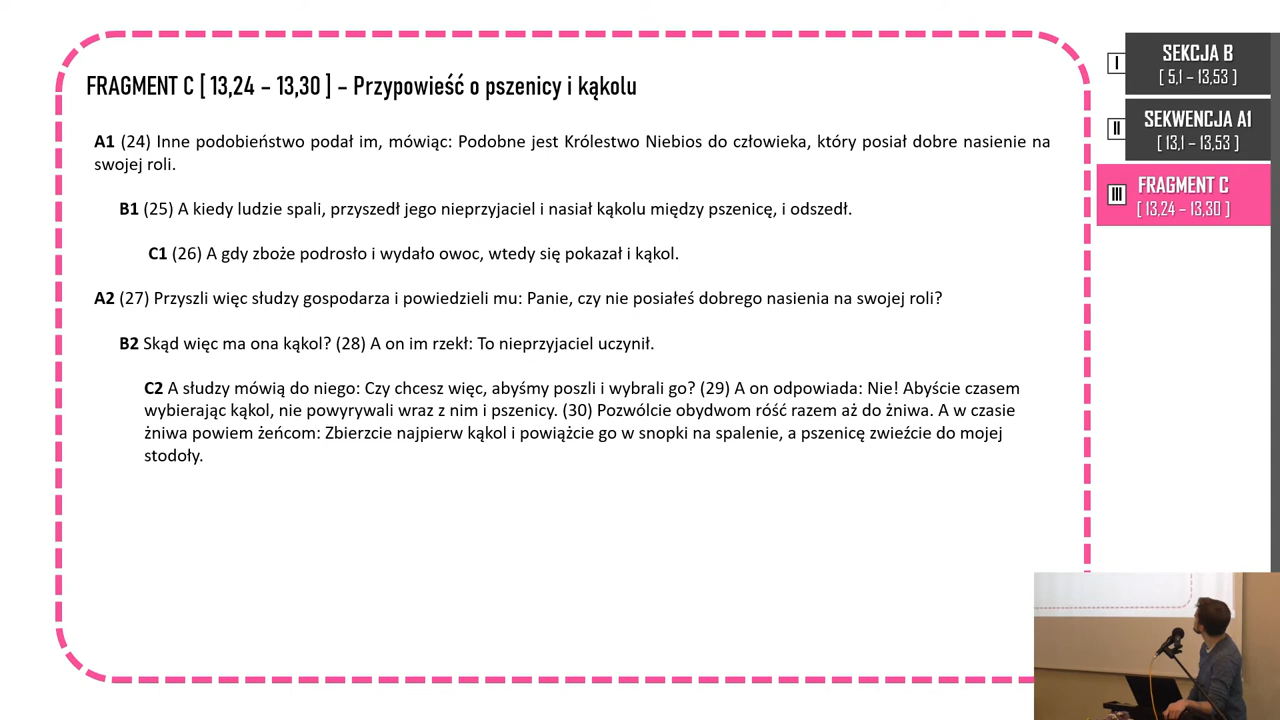 FRAGMENT C [ 13,24 – 13,30 ] – Przypowieść o pszenicy i kąkolu
A1 (24) Inne podobieństwo podał im, mówiąc: Podobne jest Królestwo Niebios do człowieka, który posiał dobre nasienie na
swojej roli.
B1 (25) A kiedy ludzie spali, przyszedł jego nieprzyjaciel i nasiał kąkolu między pszenicę, i odszedł.
C1 (26) A gdy zboże podrosło i wydało owoc, wtedy się pokazał i kąkol.
A2 (27) Przyszli więc słudzy gospodarza i powiedzieli mu: Panie, czy nie posiałeś dobrego nasienia na swojej roli?
B2 Skąd więc ma ona kąkol? (28) A on im rzekł: To nieprzyjaciel uczynił.
C2 A słudzy mówią do niego: Czy chcesz więc, abyśmy poszli i wybrali go? (29) A on odpowiada: Nie! Abyście czasem
wybierając kąkol, nie powyrywali wraz z nim i pszenicy. (30) Pozwólcie obydwom róść razem aż do żniwa. A w czasie
żniwa powiem żeńcom: Zbierzcie najpierw kąkol i powiążcie go w snopki na spalenie, a pszenicę zwieźcie do mojej
stodoły.
I
SEKCJA B
[ 5,1 – 13,53 ]
II
SEKWENCJA A1
[ 13,1 – 13,53 ]
III
FRAGMENT C
[ 13,24 – 13,30 ]